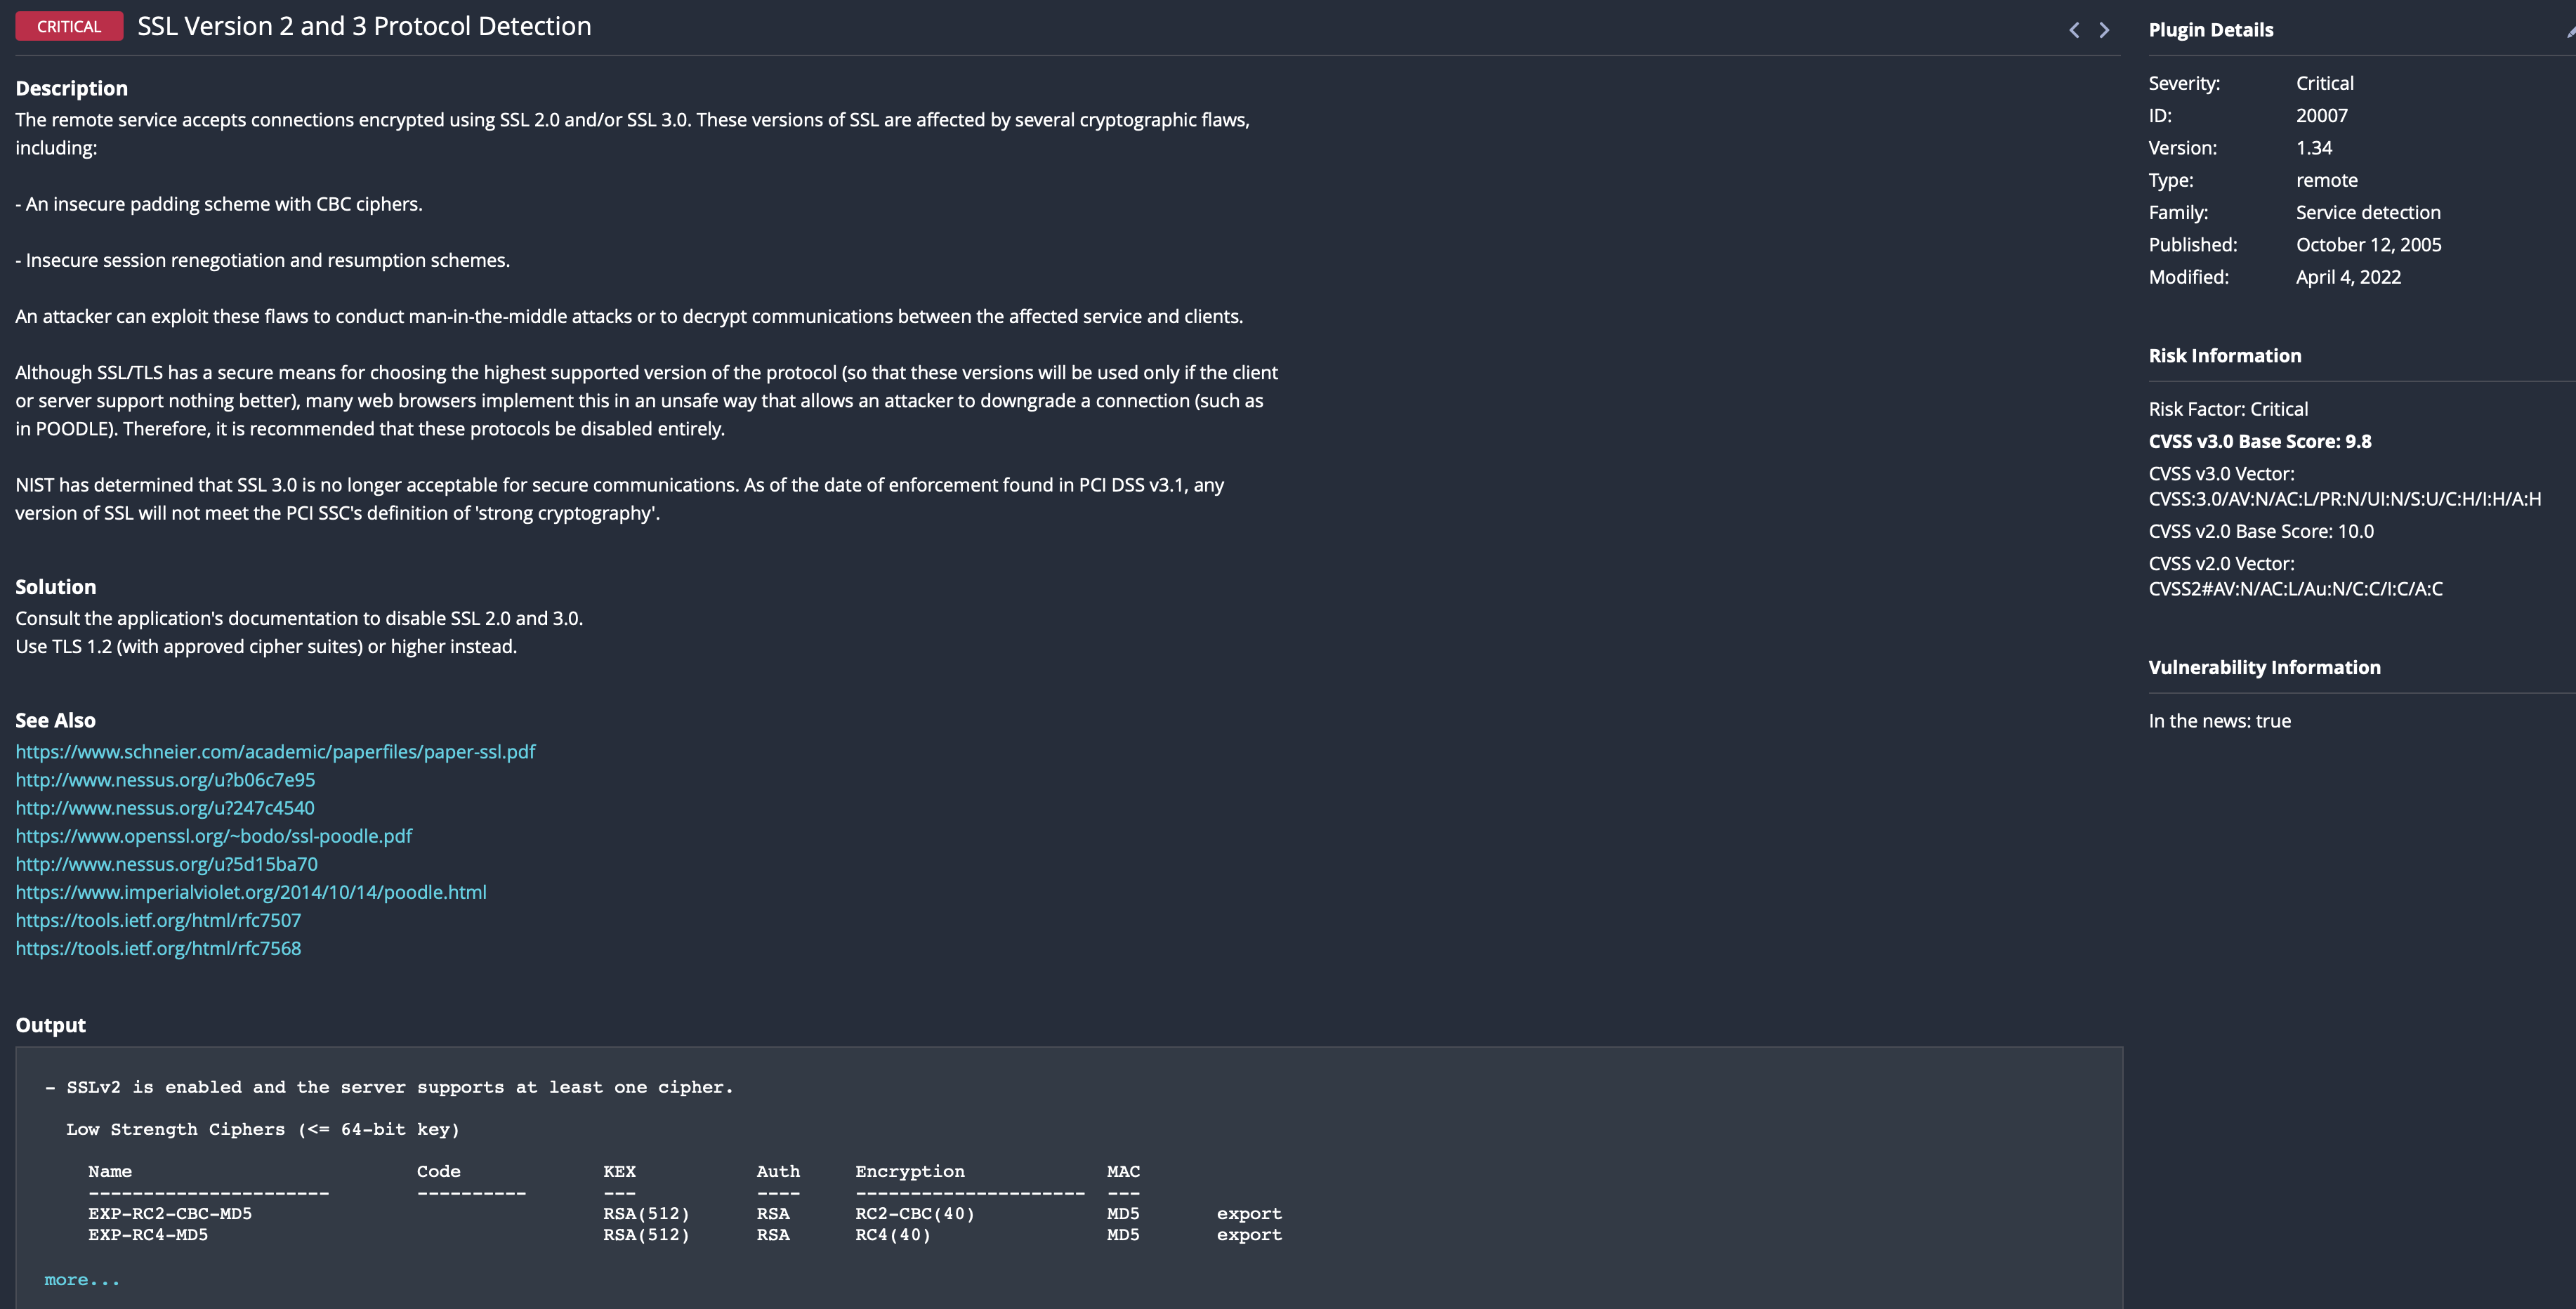 CRITICAL SSL Version 2 and 3 Protocol Detection
Description
The remote service accepts connections encrypted using SSL 2.0 and/or SSL 3.0. These versions of SSL are affected by several cryptographic flaws,
including:
- An insecure padding scheme with CBC ciphers.
- Insecure session renegotiation and resumption schemes.
An attacker can exploit these flaws to conduct man-in-the-middle attacks or to decrypt communications between the affected service and clients.
Although SSL/TLS has a secure means for choosing the highest supported version of the protocol (so that these versions will be used only if the client
or server support nothing better), many web browsers implement this in an unsafe way that allows an attacker to downgrade a connection (such as
in POODLE). Therefore, it is recommended that these protocols be disabled entirely.
NIST has determined that SSL 3.0 is no longer acceptable for secure communications. As of the date of enforcement found in PCI DSS v3.1, any
version of SSL will not meet the PCI SSC's definition of 'strong cryptography'.
Solution
Consult the application's documentation to disable SSL 2.0 and 3.0.
Use TLS 1.2 (with approved cipher suites) or higher instead.
See Also
https://www.schneier.com/academic/paperfiles/paper-ssl.pdf
http://www.nessus.org/u?b06c7e95
http://www.nessus.org/u?247c4540
https://www.openssl.org/~bodo/ssl-poodle.pdf
http://www.nessus.org/u?5d15ba70
https://www.imperialviolet.org/2014/10/14/poodle.html
https://tools.ietf.org/html/rfc7507
https://tools.ietf.org/html/rfc7568
Output
- SSLv2 is enabled and the server supports at least one cipher.
Low Strength Ciphers (<= 64-bit key)
Name Code KEX Auth Encryption MAC
---------------------- ---------- --- ---- --------------------- ---
EXP-RC2-CBC-MD5 RSA(512) RSA RC2-CBC(40) MD5 export
EXP-RC4-MD5 RSA(512) RSA RC4(40) MD5 export
more...
Plugin Details
Severity: Critical
ID: 20007
Version: 1.34
Type: remote
Family: Service detection
Published: October 12, 2005
Modified: April 4, 2022
Risk Information
Risk Factor: Critical
CVSS v3.0 Base Score: 9.8
CVSS v3.0 Vector:
CVSS:3.0/AV:N/AC:L/PR:N/UI:N/S:U/C:H/I:H/A:H
CVSS v2.0 Base Score: 10.0
CVSS v2.0 Vector:
CVSS2#AV:N/AC:L/Au:N/C:C/I:C/A:C
Vulnerability Information
In the news: true